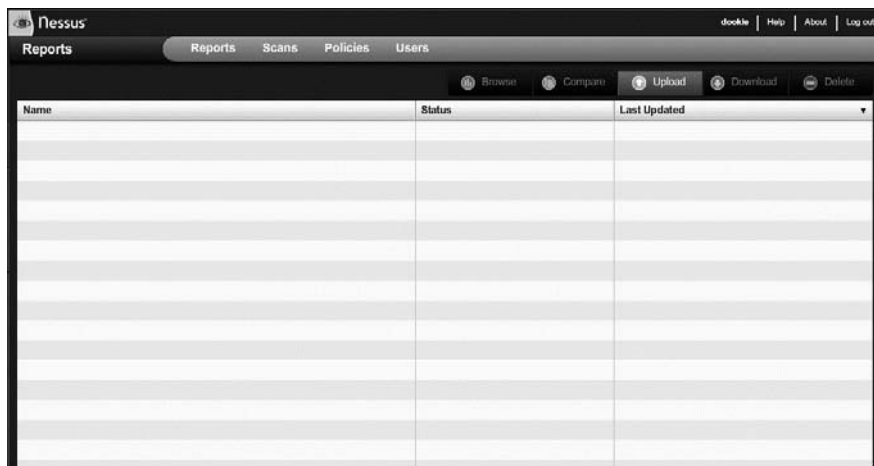 Nessus dookie | Help | About | Log out
Reports Reports Scans Policies Users
Browse Compare Upload Download Delete
Name Status Last Updated